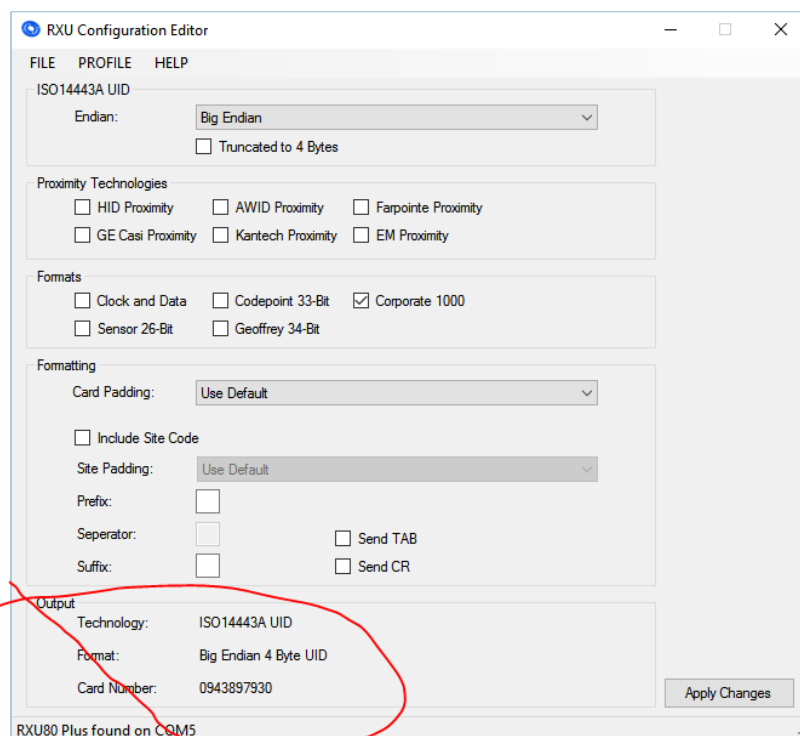 RXU Configuration Editor
FILE PROFILE HELP
ISO14443A UID
Endian: Big Endian
Truncated to 4 Bytes
Proximity Technologies
HID Proximity AWID Proximity Farpointe Proximity
GE Casi Proximity Kantech Proximity EM Proximity
Formats
Clock and Data Codepoint 33-Bit Corporate 1000
Sensor 26-Bit Geoffrey 34-Bit
Formatting
Card Padding: Use Default
Include Site Code
Site Padding: Use Default
Prefix:
Seperator: Send TAB
Suffix: Send CR
Output
Technology: ISO14443A UID
Format: Big Endian 4 Byte UID
Card Number: 0943897930
Apply Changes
RXU80 Plus found on COM5